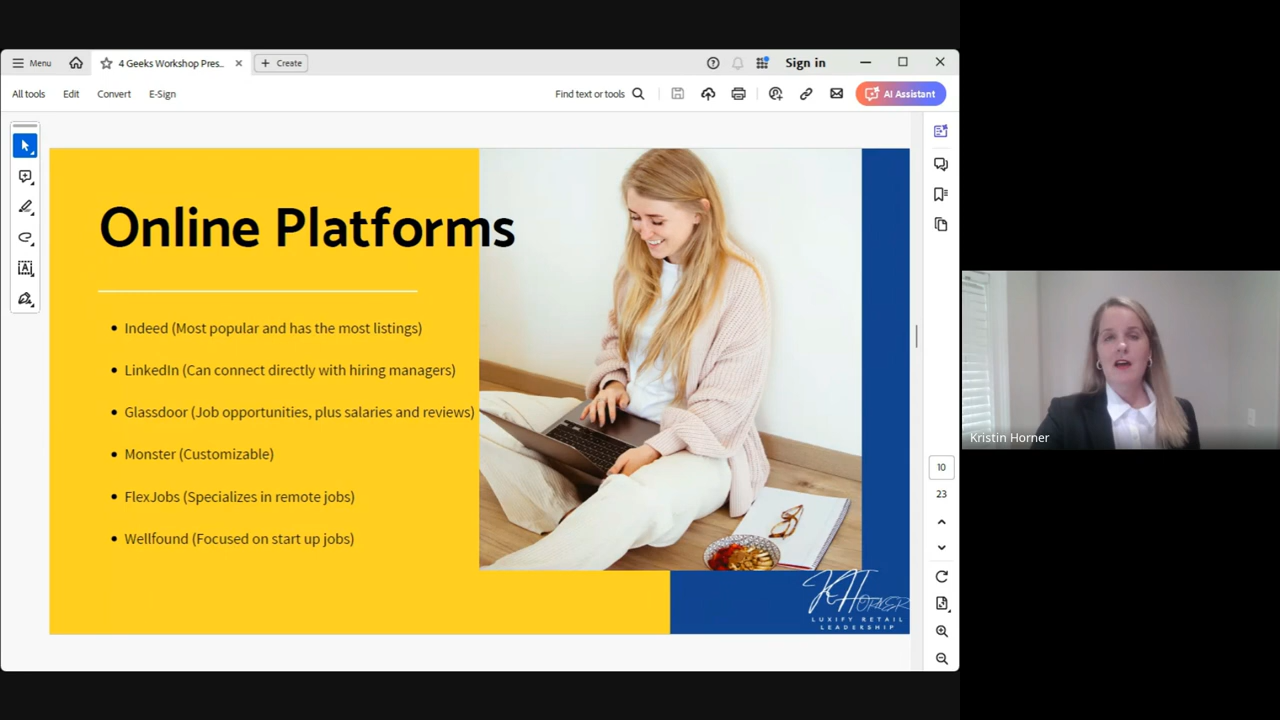 Menu
4 Geeks Workshop Pres...
Create
Sign in
All tools
Edit
Convert
E-Sign
Find text or tools
AI Assistant
Online Platforms
Indeed (Most popular and has the most listings)
LinkedIn (Can connect directly with hiring managers)
Glassdoor (Job opportunities, plus salaries and reviews)
Monster (Customizable)
FlexJobs (Specializes in remote jobs)
Wellfound (Focused on start up jobs)
KHorner
LUXIFY RETAIL
LEADERSHIP
10
23
Kristin Horner